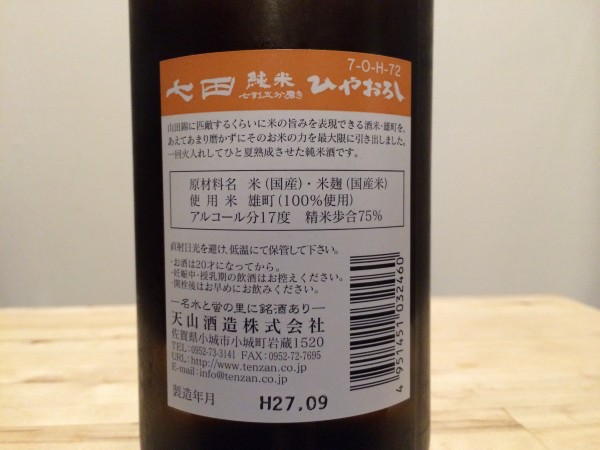 7-O-H-72
七田 純米 ひやおろし
七割五分磨き
山田錦に匹敵するくらいに米の旨みを表現できる酒米・雄町を、
あえてあまり磨かずにそのお米の力を最大限に引き出しました。
一回火入れしてひと夏熟成させた純米酒です。
原材料名 米(国産)・米麹(国産米)
使用米 雄町(100%使用)
アルコール分17度 精米歩合75%
直射日光を避け、低温にて保管して下さい。
・お酒は20才になってから。
・妊娠中・授乳期の飲酒はお控えください。
・開栓後はお早めにお飲みください。
―名水と蛍の里に銘酒あり―
天山酒造株式会社
佐賀県小城市小城町岩蔵1520
TEL:0952-73-3141 FAX:0952-72-7695
URL:http://www.tenzan.co.jp
E-mail:info@tenzan.co.jp
製造年月 H27,09
4 951451 032460